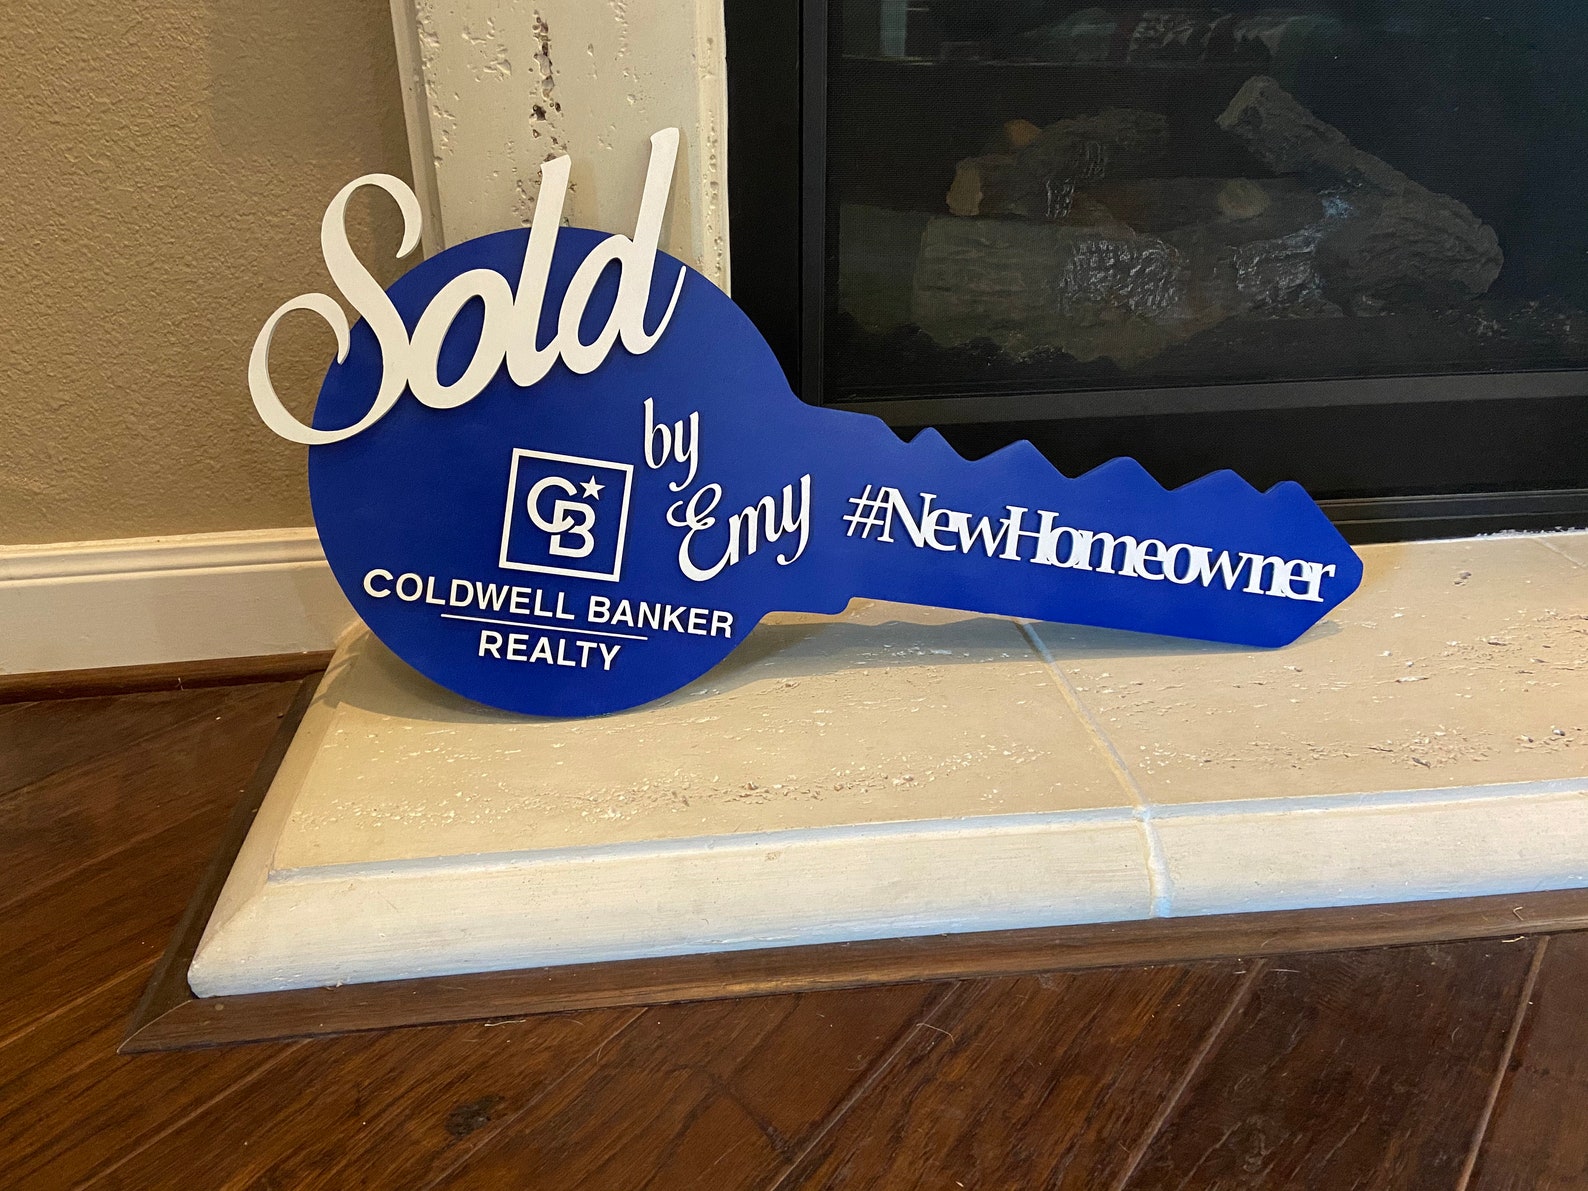 Sold
by
Emy
CB
COLDWELL BANKER
REALTY
#NewHomeowner